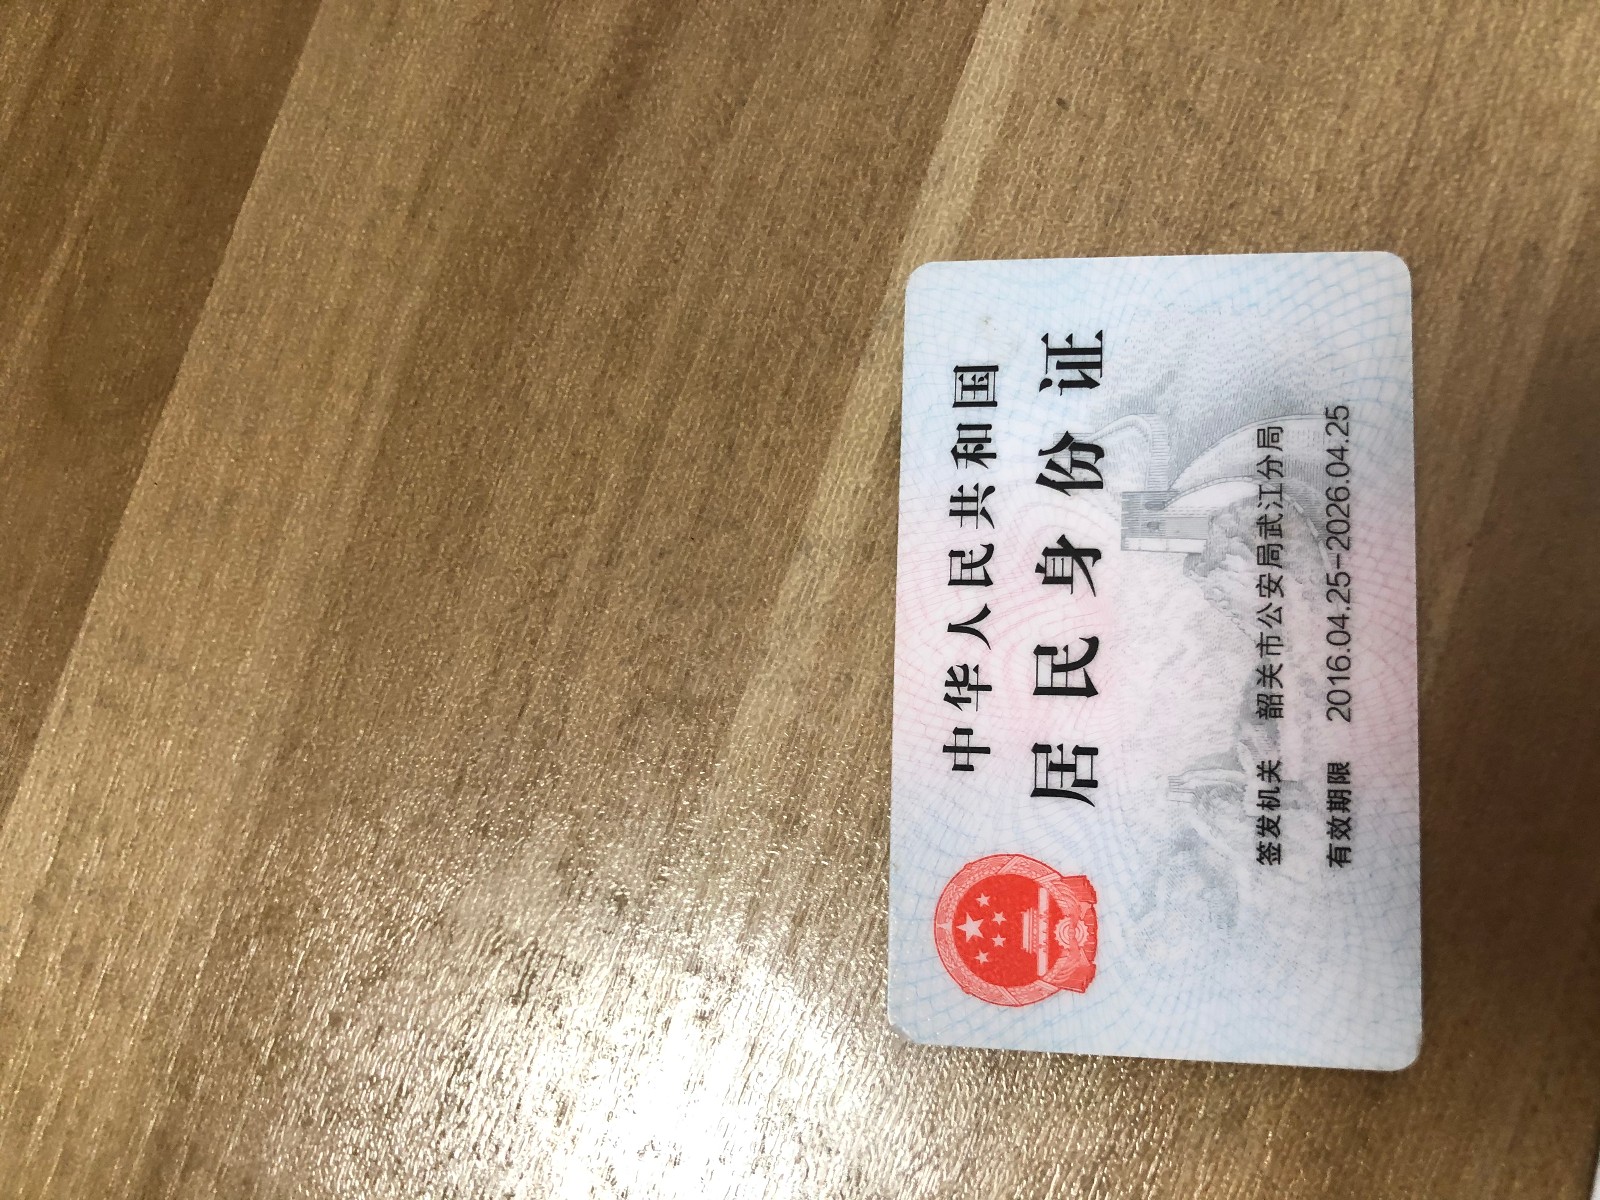 中华人民共和国
居民身份证
签发机关 韶关市公安局武江分局
有效期限 2016.04.25-2026.04.25